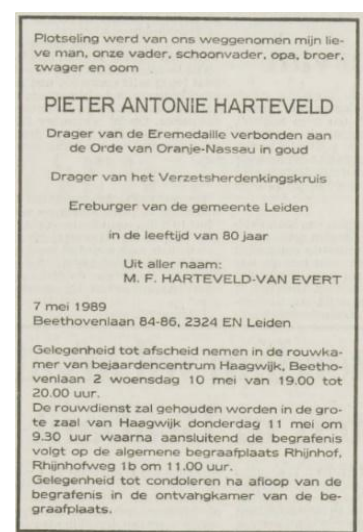 Plotseling werd van ons weggenomen mijn lie-
ve man, onze vader, schoonvader, opa, broer,
zwager en oom
PIETER ANTONIE HARTEVELD
Drager van de Eremedaille verbonden aan
de Orde van Oranje-Nassau in goud
Drager van het Verzetsherdenkingskruis
Ereburger van de gemeente Leiden
in de leeftijd van 80 jaar
Uit aller naam:
M. F. HARTEVELD-VAN EVERT
7 mei 1989
Beethovenlaan 84-86, 2324 EN Leiden
Gelegenheid tot afscheid nemen in de rouwka-
mer van bejaardencentrum Haagwijk, Beetho-
venlaan 2 woensdag 10 mei van 19.00 tot
20.00 uur.
De rouwdienst zal gehouden worden in de gro-
te zaal van Haagwijk donderdag 11 mei om
9.30 uur waarna aansluitend de begrafenis
volgt op de algemene begraafplaats Rhijnhof,
Rhijnhofweg 1b om 11.00 uur.
Gelegenheid tot condoleren na afloop van de
begrafenis in de ontvangkamer van de be-
graafplaats.